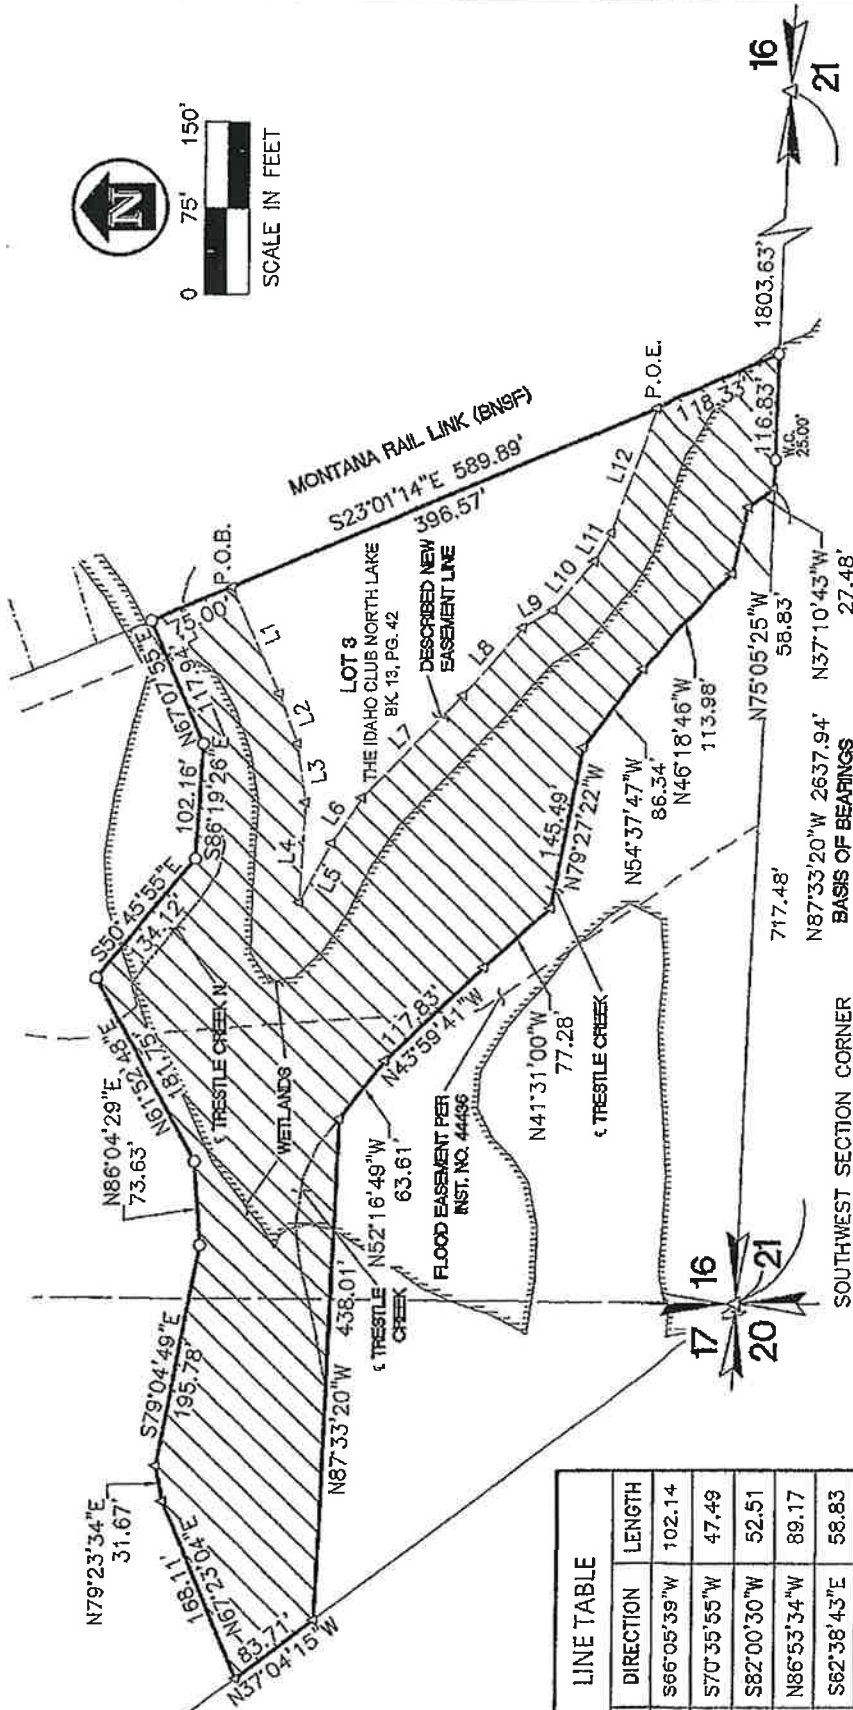 N
0
75'
150'
SCALE IN FEET
16
21
1803.63'
MONTANA RAIL LINK (BNSF)
S23°01'14"E 589.89'
396.57'
P.O.B.
75.00'
P.O.E.
118.33'
116.83'
W.C.
25.00'
L1
L2
L3
L4
L5
L6
L7
L8
L9
L10
L11
L12
LOT 3
THE IDAHO CLUB NORTH LAKE
BK. 13, PG. 42
DESCRIBED NEW
EASEMENT LINE
N67°07'55"E
117.94'
102.16'
S86°19'26"E
S50°45'55"E
134.12'
N61°52'48"E
181.75'
℄ TRESTLE CREEK N.
WETLANDS
N86°04'29"E
73.63'
S79°04'49"E
195.78'
N79°23'34"E
31.67'
168.11'
N67°23'04"E
83.71'
N37°04'15"W
N87°33'20"W 438.01'
℄ TRESTLE
CREEK
N52°16'49"W
63.61'
117.83'
N43°59'41"W
FLOOD EASEMENT PER
INST. NO. 44436
N41°31'00"W
77.28'
℄ TRESTLE CREEK
145.49'
N79°27'22"W
N54°37'47"W
86.34'
N46°18'46"W
113.98'
N75°05'25"W
58.83'
N37°10'43"W
27.48'
717.48'
N87°33'20"W 2637.94'
BASIS OF BEARINGS
17
16
20
21
SOUTHWEST SECTION CORNER
LINE TABLE
DIRECTION LENGTH
S66°05'39"W 102.14
S70°35'55"W 47.49
S82°00'30"W 52.51
N86°53'34"W 89.17
S62°38'43"E 58.83